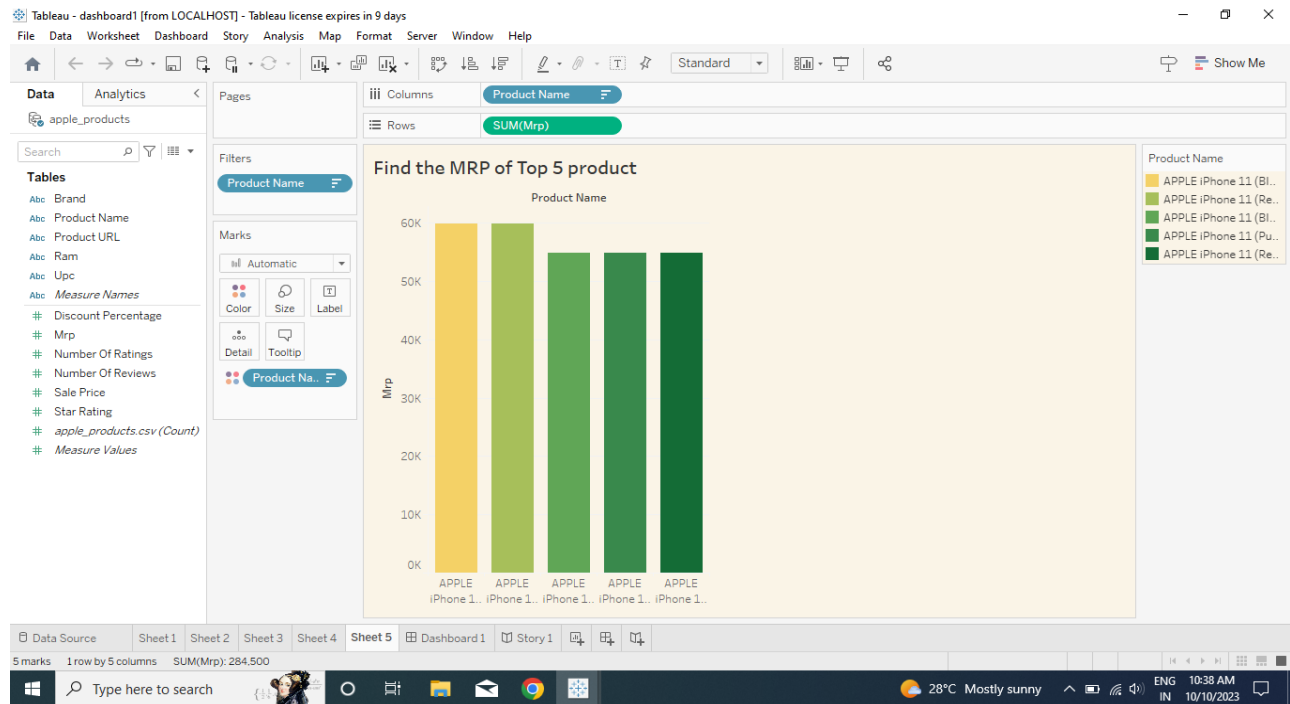 Tableau - dashboard1 [from LOCALHOST] - Tableau license expires in 9 days
File Data Worksheet Dashboard Story Analysis Map Format Server Window Help
Standard
Show Me
Data Analytics
apple_products
Search
Tables
Abc Brand
Abc Product Name
Abc Product URL
Abc Ram
Abc Upc
Abc Measure Names
# Discount Percentage
# Mrp
# Number Of Ratings
# Number Of Reviews
# Sale Price
# Star Rating
# apple_products.csv (Count)
# Measure Values
Pages
Filters
Product Name
Marks
Automatic
Color Size Label
Detail Tooltip
Product Na..
Columns Product Name
Rows SUM(Mrp)
Find the MRP of Top 5 product
Product Name
60K
50K
40K
30K
20K
10K
0K
Mrp
APPLE APPLE APPLE APPLE APPLE
iPhone 1.. iPhone 1.. iPhone 1.. iPhone 1.. iPhone 1..
Product Name
APPLE iPhone 11 (Bl..
APPLE iPhone 11 (Re..
APPLE iPhone 11 (Bl..
APPLE iPhone 11 (Pu..
APPLE iPhone 11 (Re..
Data Source Sheet 1 Sheet 2 Sheet 3 Sheet 4 Sheet 5 Dashboard 1 Story 1
5 marks 1 row by 5 columns SUM(Mrp): 284,500
Type here to search
28°C Mostly sunny
ENG
IN
10:38 AM
10/10/2023